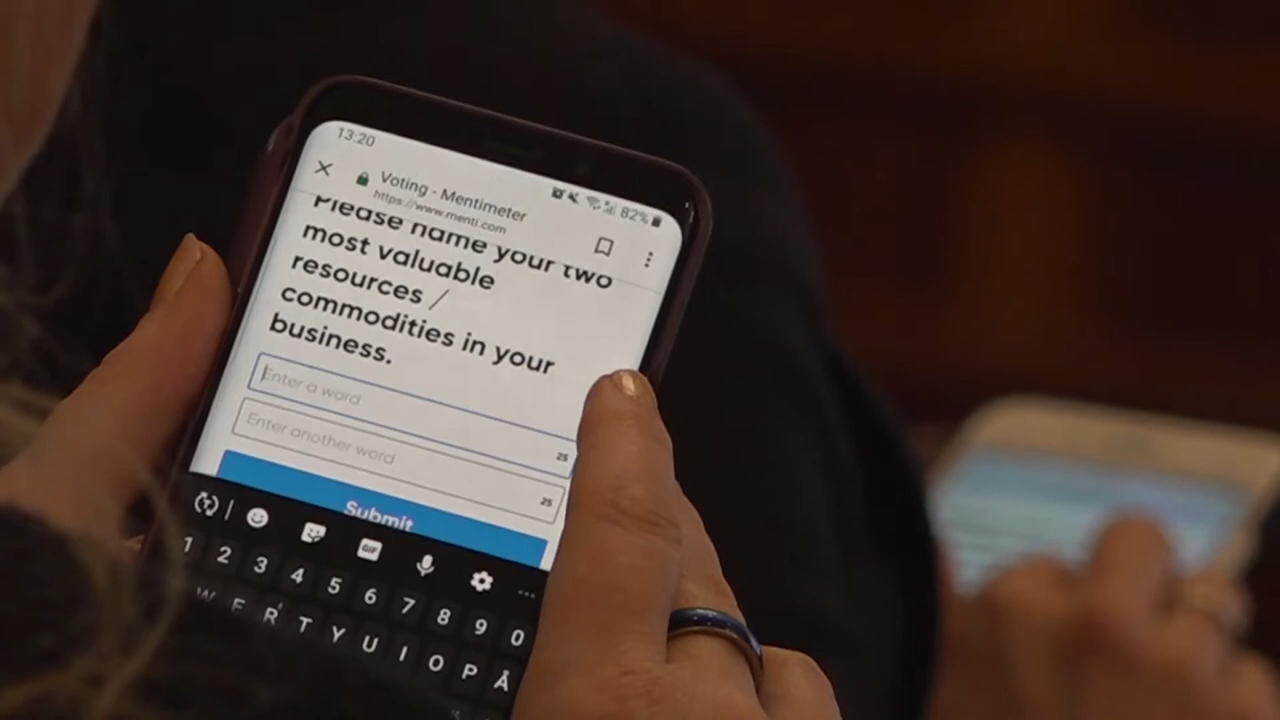 13:20
82%
Voting - Mentimeter
https://www.menti.com
Please name your two
most valuable
resources /
commodities in your
business.
Enter a word
25
Enter another word
25
Submit
GIF
1 2 3 4 5 6 7 8 9 0
W E R T Y U I O P Å